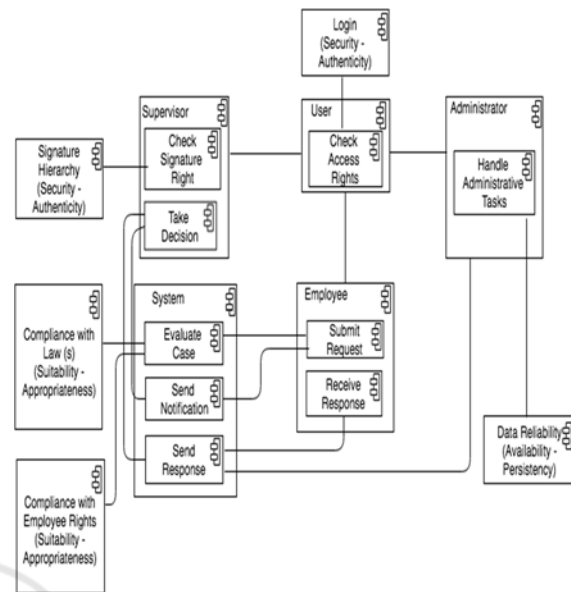 Login
(Security -
Authenticity)
Supervisor
User
Administrator
Check
Signature
Right
Check
Access
Rights
Signature
Hierarchy
(Security -
Authenticity)
Handle
Administrative
Tasks
Take
Decision
System
Employee
Compliance with
Law (s)
(Suitability -
Appropriateness)
Evaluate
Case
Submit
Request
Send
Notification
Receive
Response
Send
Response
Data Reliability
(Availability -
Persistency)
Compliance with
Employee Rights
(Suitability -
Appropriateness)